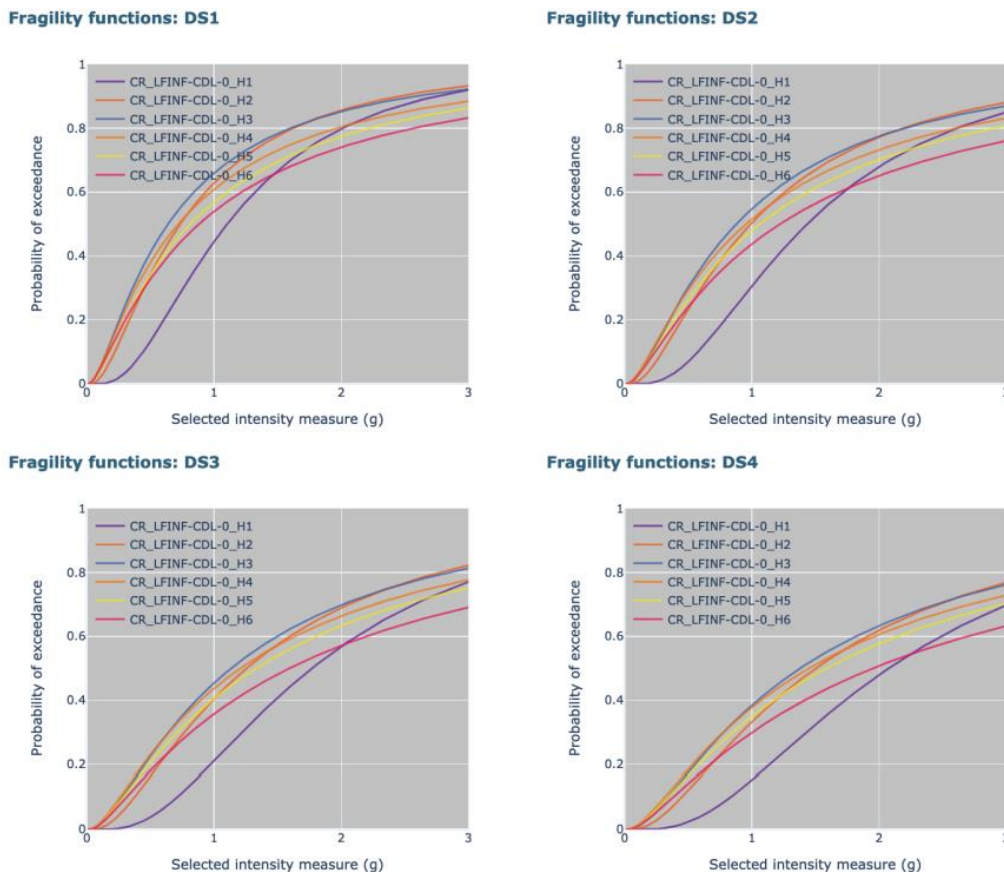 Fragility functions: DS1
1
CR_LFINF-CDL-0_H1
CR_LFINF-CDL-0_H2
CR_LFINF-CDL-0_H3
CR_LFINF-CDL-0_H4
CR_LFINF-CDL-0_H5
CR_LFINF-CDL-0_H6
0.8
0.6
0.4
0.2
0
Probability of exceedance
0 1 2 3
Selected intensity measure (g)
Fragility functions: DS2
1
CR_LFINF-CDL-0_H1
CR_LFINF-CDL-0_H2
CR_LFINF-CDL-0_H3
CR_LFINF-CDL-0_H4
CR_LFINF-CDL-0_H5
CR_LFINF-CDL-0_H6
0.8
0.6
0.4
0.2
0
Probability of exceedance
0 1 2 3
Selected intensity measure (g)
Fragility functions: DS3
1
CR_LFINF-CDL-0_H1
CR_LFINF-CDL-0_H2
CR_LFINF-CDL-0_H3
CR_LFINF-CDL-0_H4
CR_LFINF-CDL-0_H5
CR_LFINF-CDL-0_H6
0.8
0.6
0.4
0.2
0
Probability of exceedance
0 1 2 3
Selected intensity measure (g)
Fragility functions: DS4
1
CR_LFINF-CDL-0_H1
CR_LFINF-CDL-0_H2
CR_LFINF-CDL-0_H3
CR_LFINF-CDL-0_H4
CR_LFINF-CDL-0_H5
CR_LFINF-CDL-0_H6
0.8
0.6
0.4
0.2
0
Probability of exceedance
0 1 2 3
Selected intensity measure (g)